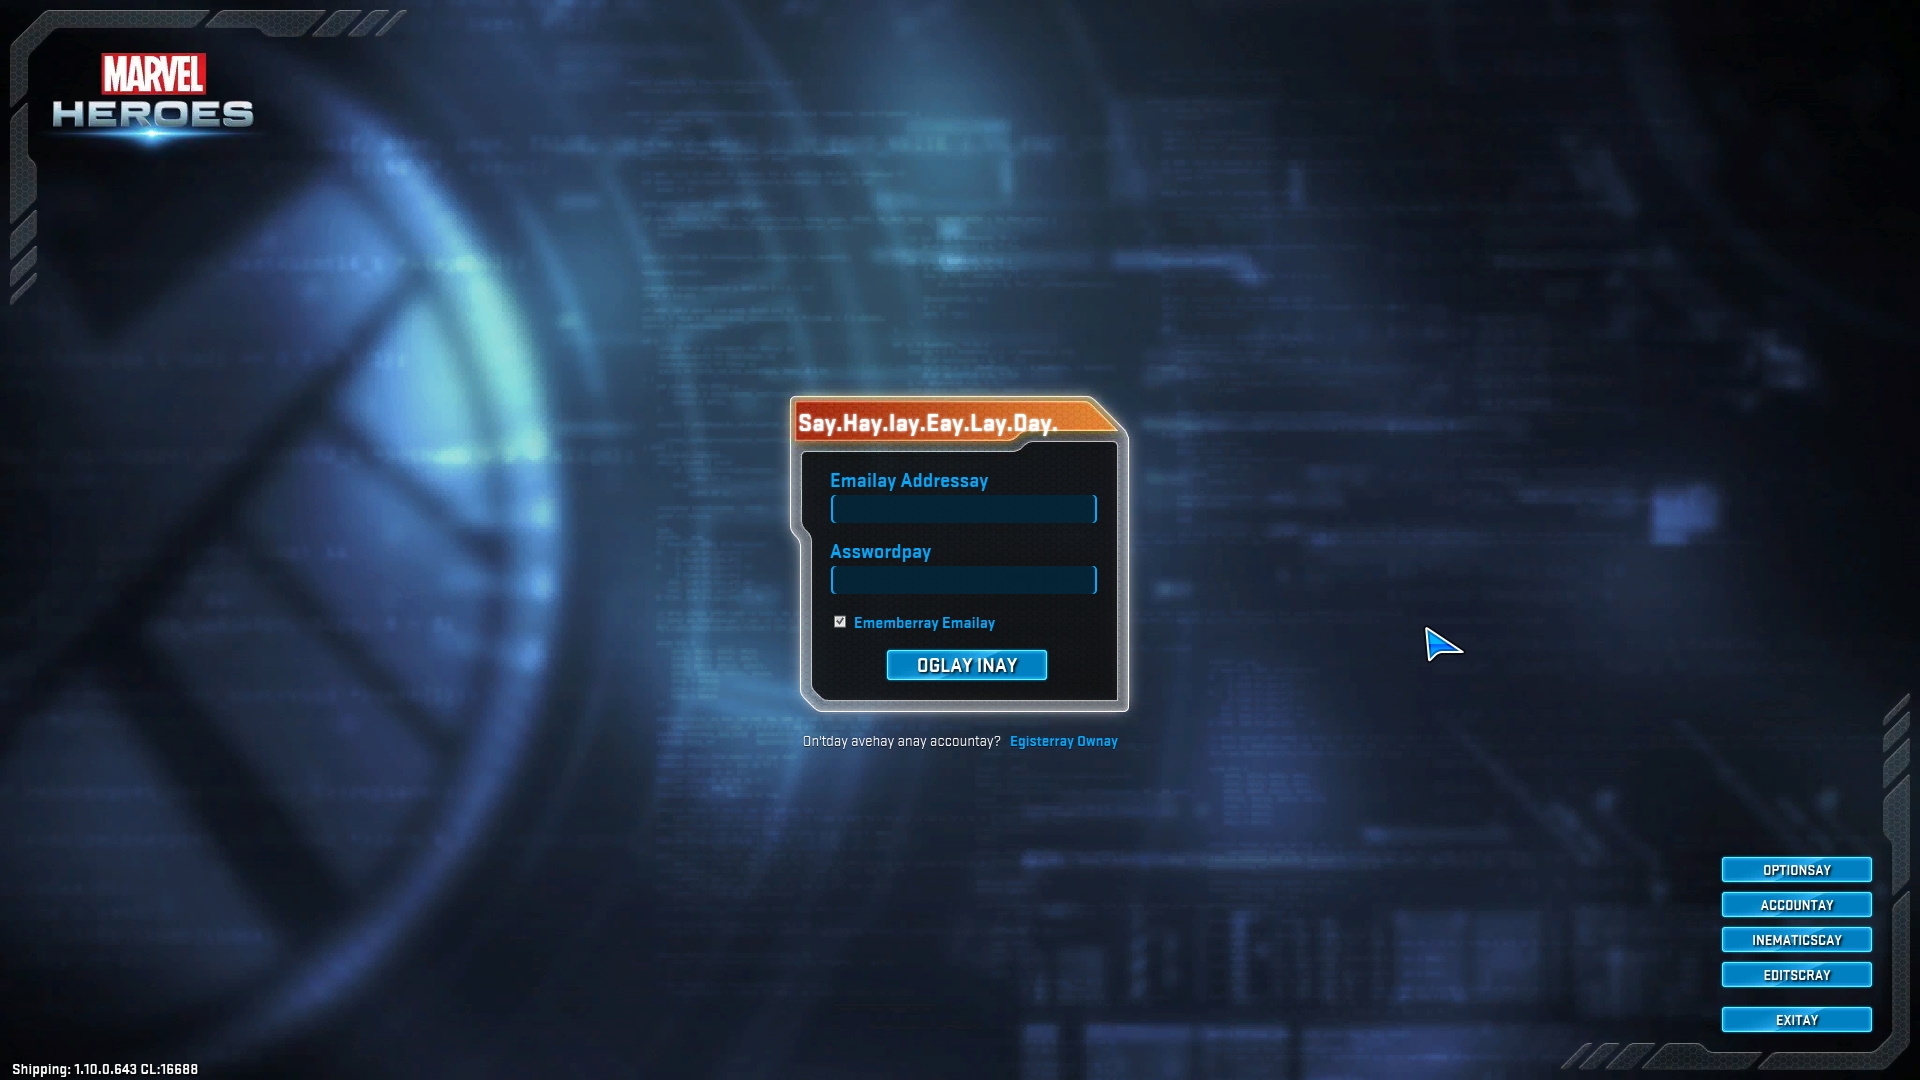 MARVEL
HEROES
Say.Hay.Iay.Eay.Lay.Day.
Emailay Addressay
Asswordpay
Ememberray Emailay
OGLAY INAY
On'tday avehay anay accountay? Egisterray Ownay
OPTIONSAY
ACCOUNTAY
INEMATICSCAY
EDITSCRAY
EXITAY
Shipping: 1.10.0.643 CL:16688